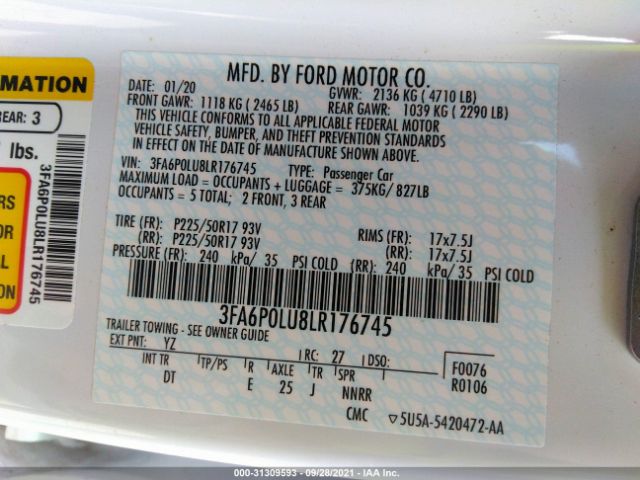 MFD. BY FORD MOTOR CO.
DATE: 01/20 GVWR: 2136 KG ( 4710 LB)
FRONT GAWR: 1118 KG ( 2465 LB) REAR GAWR: 1039 KG ( 2290 LB)
THIS VEHICLE CONFORMS TO ALL APPLICABLE FEDERAL MOTOR
VEHICLE SAFETY, BUMPER, AND THEFT PREVENTION STANDARDS
IN EFFECT ON THE DATE OF MANUFACTURE SHOWN ABOVE.
VIN: 3FA6P0LU8LR176745 TYPE: Passenger Car
MAXIMUM LOAD = OCCUPANTS + LUGGAGE = 375KG/ 827LB
OCCUPANTS = 5 TOTAL; 2 FRONT, 3 REAR
TIRE (FR): P225/50R17 93V RIMS (FR): 17x7.5J
(RR): P225/50R17 93V (RR): 17x7.5J
PRESSURE (FR): 240 kPa/ 35 PSI COLD (RR): 240 kPa/ 35 PSI COLD
3FA6P0LU8LR176745
TRAILER TOWING - SEE OWNER GUIDE
EXT PNT: YZ RC: 27 DSO: F0076
INT TR TP/PS R AXLE TR SPR R0106
DT E 25 J NNRR
CMC ▽5U5A-5420472-AA
RMATION
REAR: 3
lbs.
3FA6P0LU8LR176745
000-31309593 - 09/28/2021 - IAA Inc.